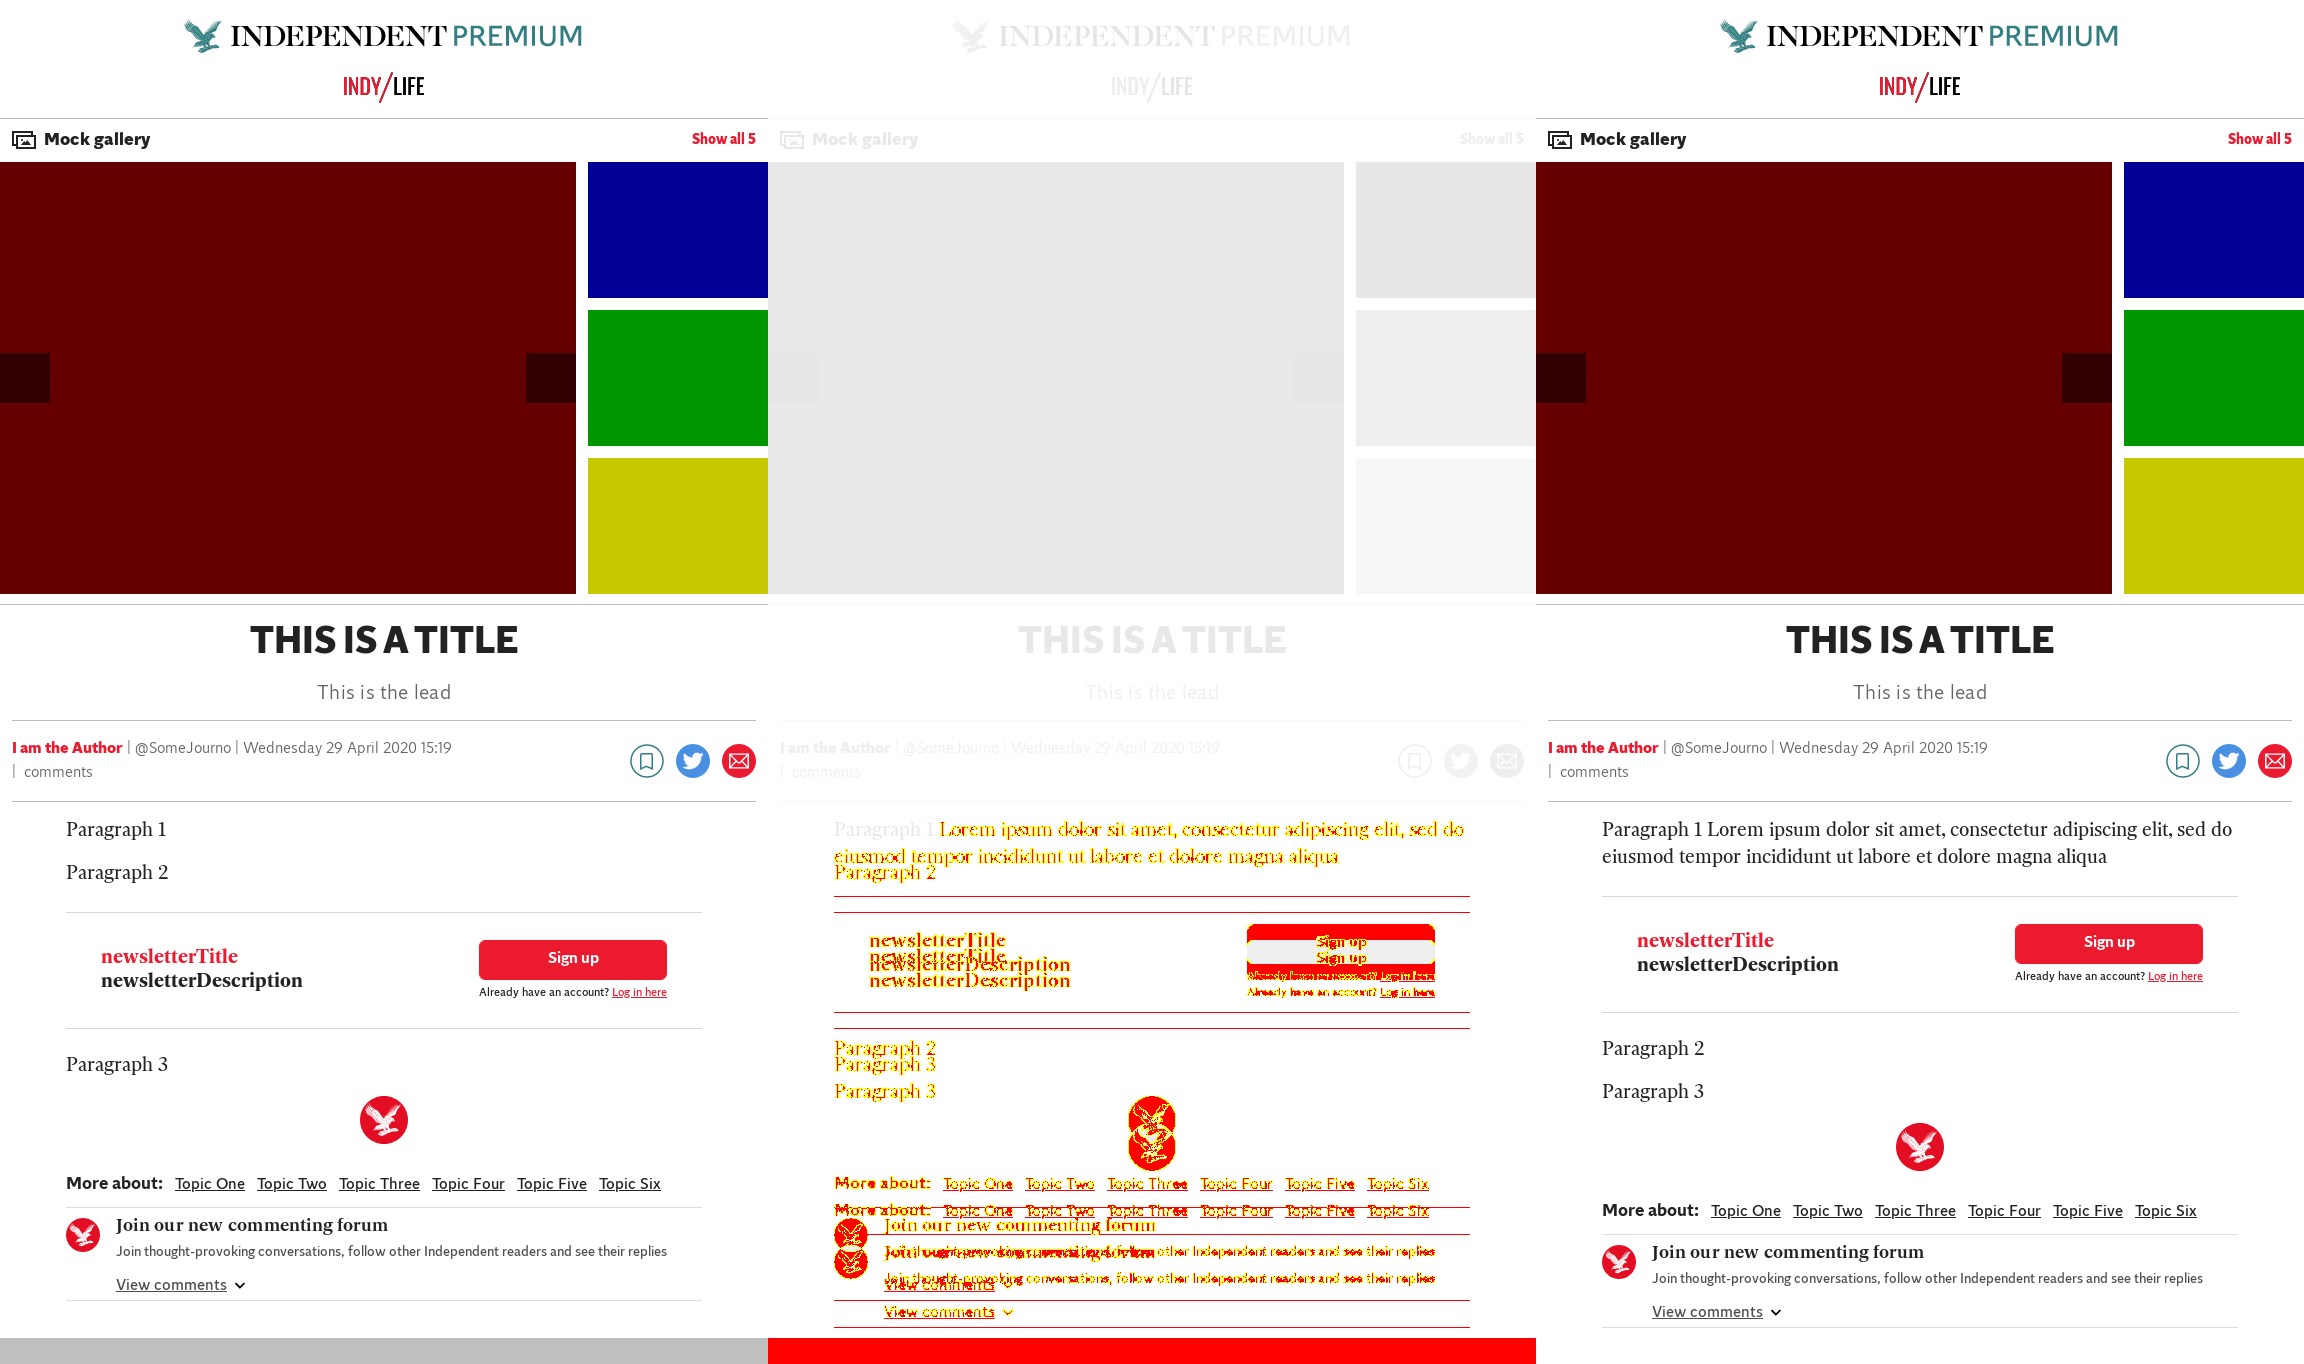 INDEPENDENT PREMIUM
INDY/LIFE
Mock gallery
Show all 5
THIS IS A TITLE
This is the lead
I am the Author | @SomeJourno | Wednesday 29 April 2020 15:19
| comments
Paragraph 1
Paragraph 2
newsletterTitle
newsletterDescription
Sign up
Already have an account? Log in here
Paragraph 3
More about: Topic One Topic Two Topic Three Topic Four Topic Five Topic Six
Join our new commenting forum
Join thought-provoking conversations, follow other Independent readers and see their replies
View comments
INDEPENDENT PREMIUM
INDY/LIFE
Mock gallery
Show all 5
THIS IS A TITLE
This is the lead
I am the Author | @SomeJourno | Wednesday 29 April 2020 15:19
| comments
Paragraph 1 Lorem ipsum dolor sit amet, consectetur adipiscing elit, sed do
eiusmod tempor incididunt ut labore et dolore magna aliqua
Paragraph 2
newsletterTitle
newsletterTitle
newsletterDescription
newsletterDescription
Sign up
Sign up
Already have an account? Log in here
Already have an account? Log in here
Paragraph 2
Paragraph 3
Paragraph 3
More about: Topic One Topic Two Topic Three Topic Four Topic Five Topic Six
More about: Topic One Topic Two Topic Three Topic Four Topic Five Topic Six
Join our new commenting forum
Join our new commenting forum
Join thought-provoking conversations, follow other Independent readers and see their replies
Join thought-provoking conversations, follow other Independent readers and see their replies
View comments
View comments
INDEPENDENT PREMIUM
INDY/LIFE
Mock gallery
Show all 5
THIS IS A TITLE
This is the lead
I am the Author | @SomeJourno | Wednesday 29 April 2020 15:19
| comments
Paragraph 1 Lorem ipsum dolor sit amet, consectetur adipiscing elit, sed do
eiusmod tempor incididunt ut labore et dolore magna aliqua
newsletterTitle
newsletterDescription
Sign up
Already have an account? Log in here
Paragraph 2
Paragraph 3
More about: Topic One Topic Two Topic Three Topic Four Topic Five Topic Six
Join our new commenting forum
Join thought-provoking conversations, follow other Independent readers and see their replies
View comments